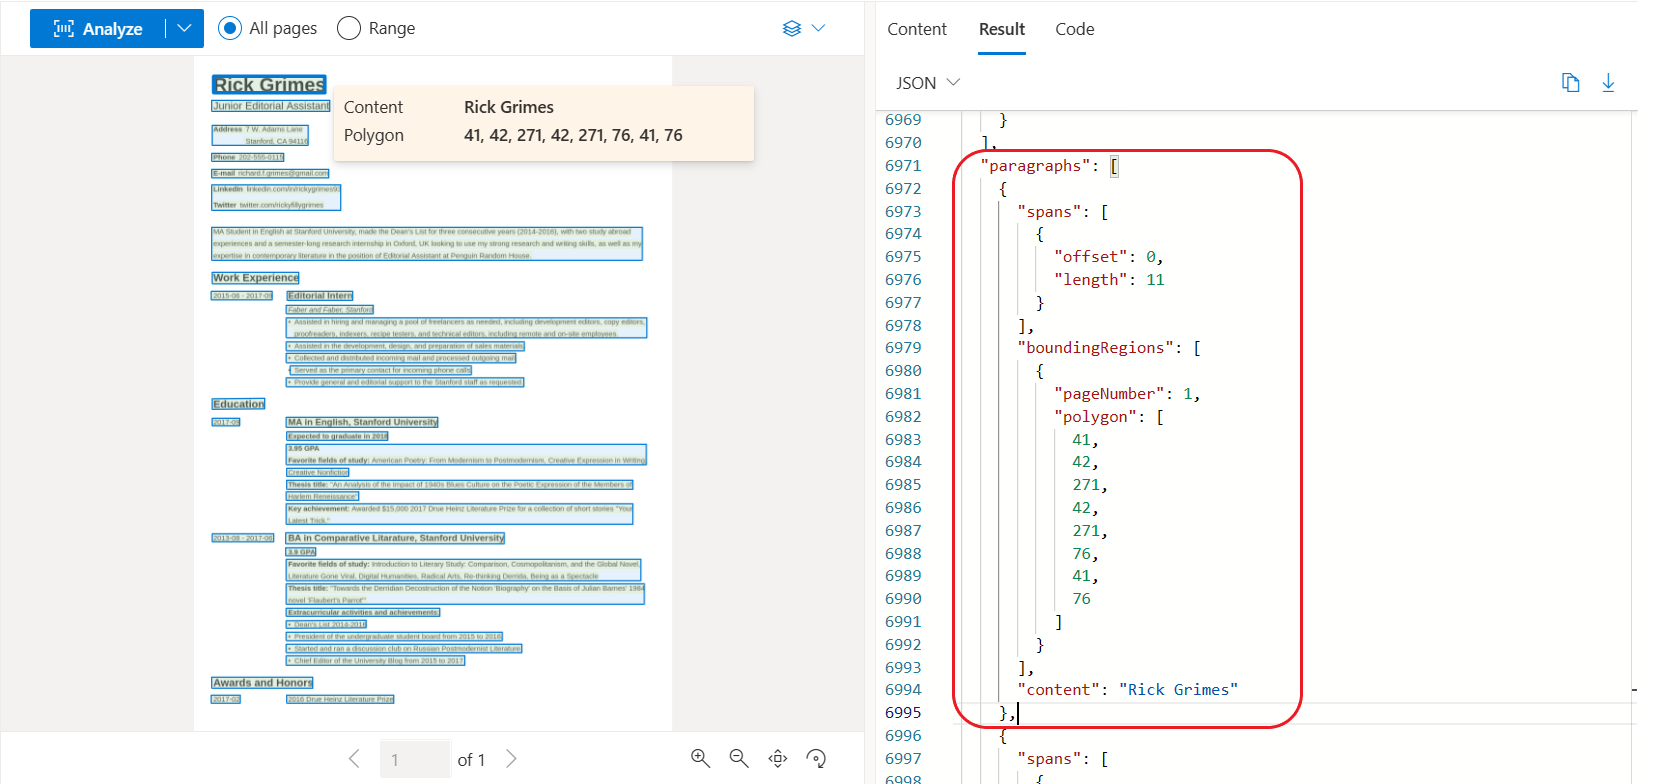 Analyze
All pages
Range
Rick Grimes
Junior Editorial Assistant
Address 7 W. Adams Lane
Stanford, CA 94116
Phone 202-555-0115
E-mail richard.f.grimes@gmail.com
LinkedIn linkedin.com/in/rickygrimes93
Twitter twitter.com/rickyfillygrimes
MA Student in English at Stanford University, made the Dean's List for three consecutive years (2014-2016), with two study abroad
experiences and a semester-long research internship in Oxford, UK looking to use my strong research and writing skills, as well as my
expertise in contemporary literature in the position of Editorial Assistant at Penguin Random House.
Work Experience
2015-06 - 2017-09
Editorial Intern
Faber and Faber, Stanford
• Assisted in hiring and managing a pool of freelancers as needed, including development editors, copy editors,
proofreaders, indexers, recipe testers, and technical editors, including remote and on-site employees.
• Assisted in the development, design, and preparation of sales materials
• Collected and distributed incoming mail and processed outgoing mail
• Served as the primary contact for incoming phone calls
• Provide general and editorial support to the Stanford staff as requested
Education
2017-09
MA in English, Stanford University
Expected to graduate in 2018
3.95 GPA
Favorite fields of study: American Poetry: From Modernism to Postmodernism, Creative Expression in Writing
Creative Nonfiction
Thesis title: "An Analysis of the Impact of 1940s Blues Culture on the Poetic Expression of the Members of
Harlem Reneissance"
Key achievement: Awarded $15,000 2017 Drue Heinz Literature Prize for a collection of short stories "Your
Latest Trick."
2013-08 - 2017-08
BA in Comparative Litarature, Stanford University
3.9 GPA
Favorite fields of study: Introduction to Literary Study: Comparison, Cosmopolitanism, and the Global Novel,
Literature Gone Viral, Digital Humanities, Radical Arts, Re-thinking Derrida, Being as a Spectacle
Thesis title: "Towards the Derridian Decostruction of the Notion 'Biography' on the Basis of Julian Barnes' 1984
novel 'Flaubert's Parrot'"
Extracurricular activities and achievements:
• Dean's List 2014-2016
• President of the undergraduate student board from 2015 to 2016
• Started and ran a discussion club on Russian Postmodernist Literature
• Chief Editor of the University Blog from 2015 to 2017
Awards and Honors
2017-02
2016 Drue Heinz Literature Prize
Content Rick Grimes
Polygon 41, 42, 271, 42, 271, 76, 41, 76
1 of 1
Content Result Code
JSON
6969 }
6970 ],
6971 "paragraphs": [
6972 {
6973 "spans": [
6974 {
6975 "offset": 0,
6976 "length": 11
6977 }
6978 ],
6979 "boundingRegions": [
6980 {
6981 "pageNumber": 1,
6982 "polygon": [
6983 41,
6984 42,
6985 271,
6986 42,
6987 271,
6988 76,
6989 41,
6990 76
6991 ]
6992 }
6993 ],
6994 "content": "Rick Grimes"
6995 },
6996 {
6997 "spans": [
6998 {